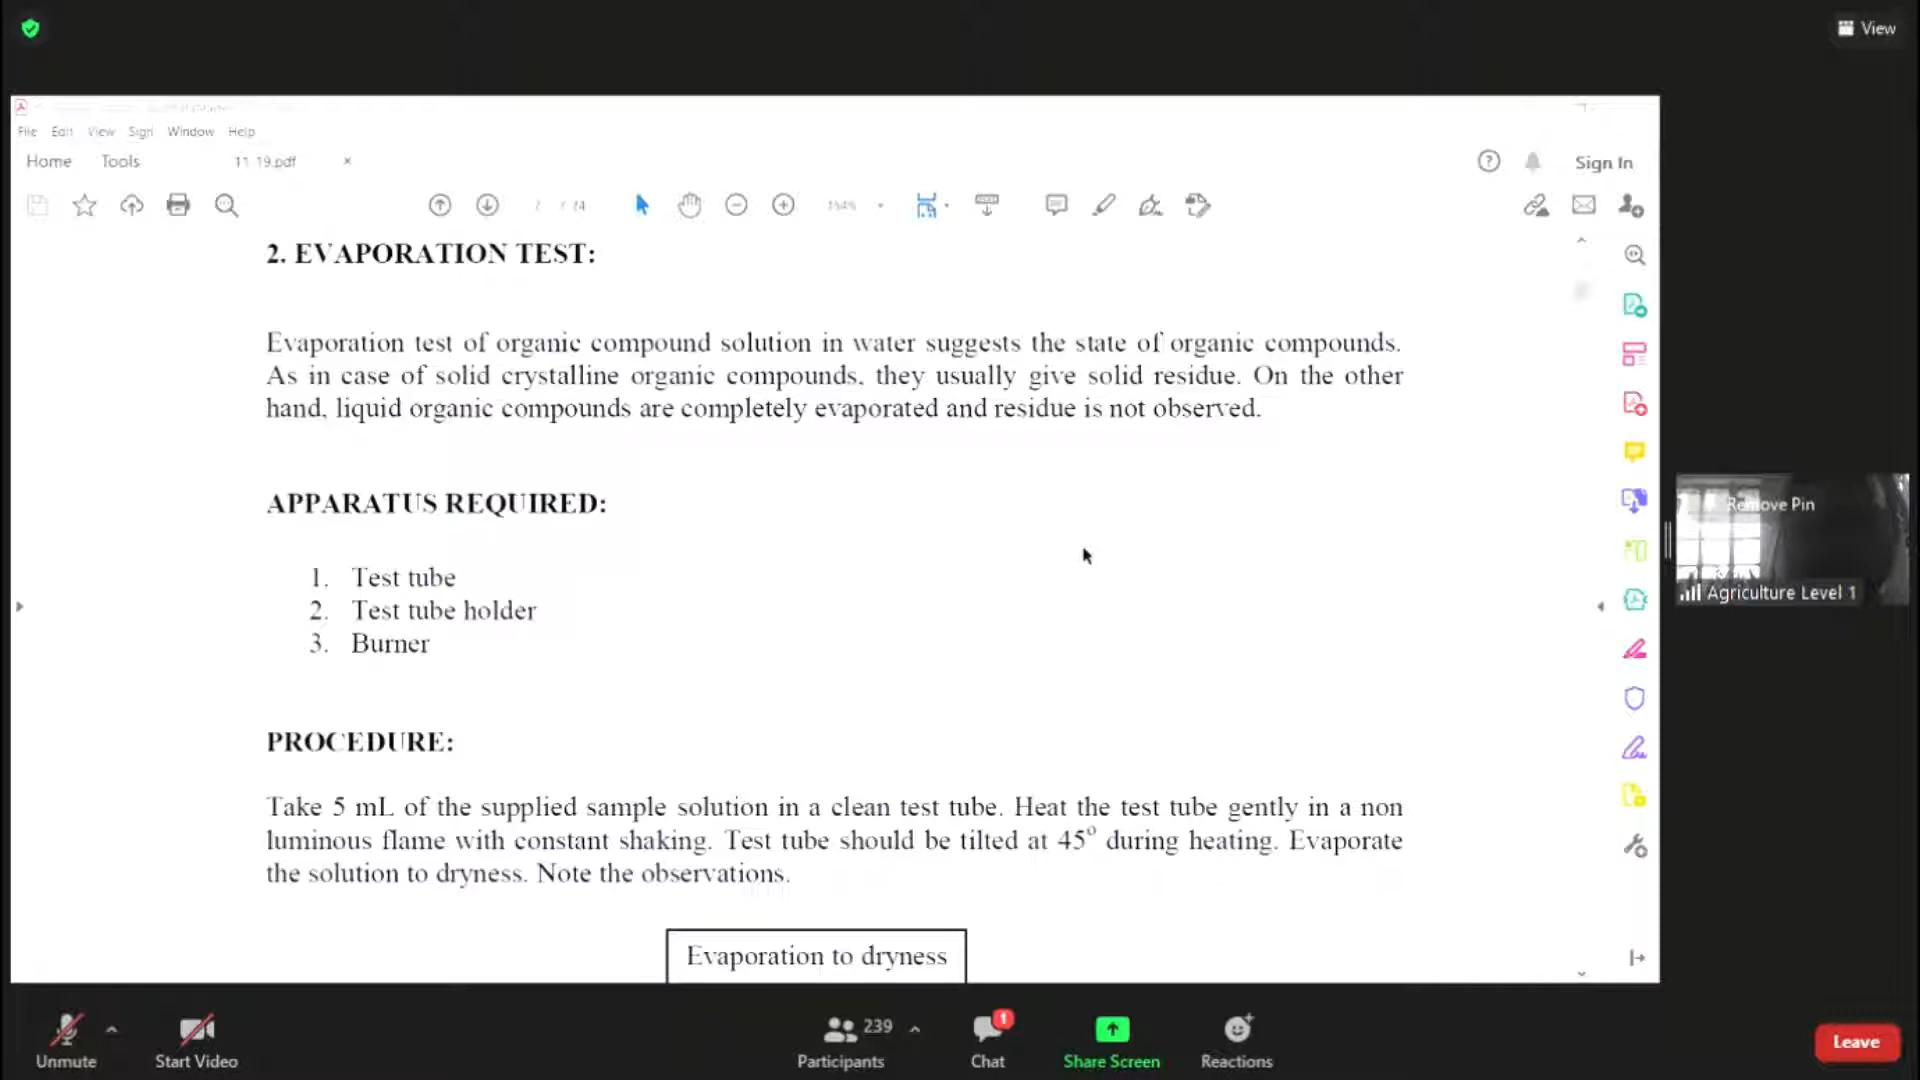 View
File Edit View Sign Window Help
Home Tools 11 19.pdf
Sign In
154%
2. EVAPORATION TEST:
Evaporation test of organic compound solution in water suggests the state of organic compounds.
As in case of solid crystalline organic compounds, they usually give solid residue. On the other
hand, liquid organic compounds are completely evaporated and residue is not observed.
APPARATUS REQUIRED:
1. Test tube
2. Test tube holder
3. Burner
Remove Pin
Agriculture Level 1
PROCEDURE:
Take 5 mL of the supplied sample solution in a clean test tube. Heat the test tube gently in a non
luminous flame with constant shaking. Test tube should be tilted at 45° during heating. Evaporate
the solution to dryness. Note the observations.
Evaporation to dryness
239
1
Unmute Start Video Participants Chat Share Screen Reactions Leave